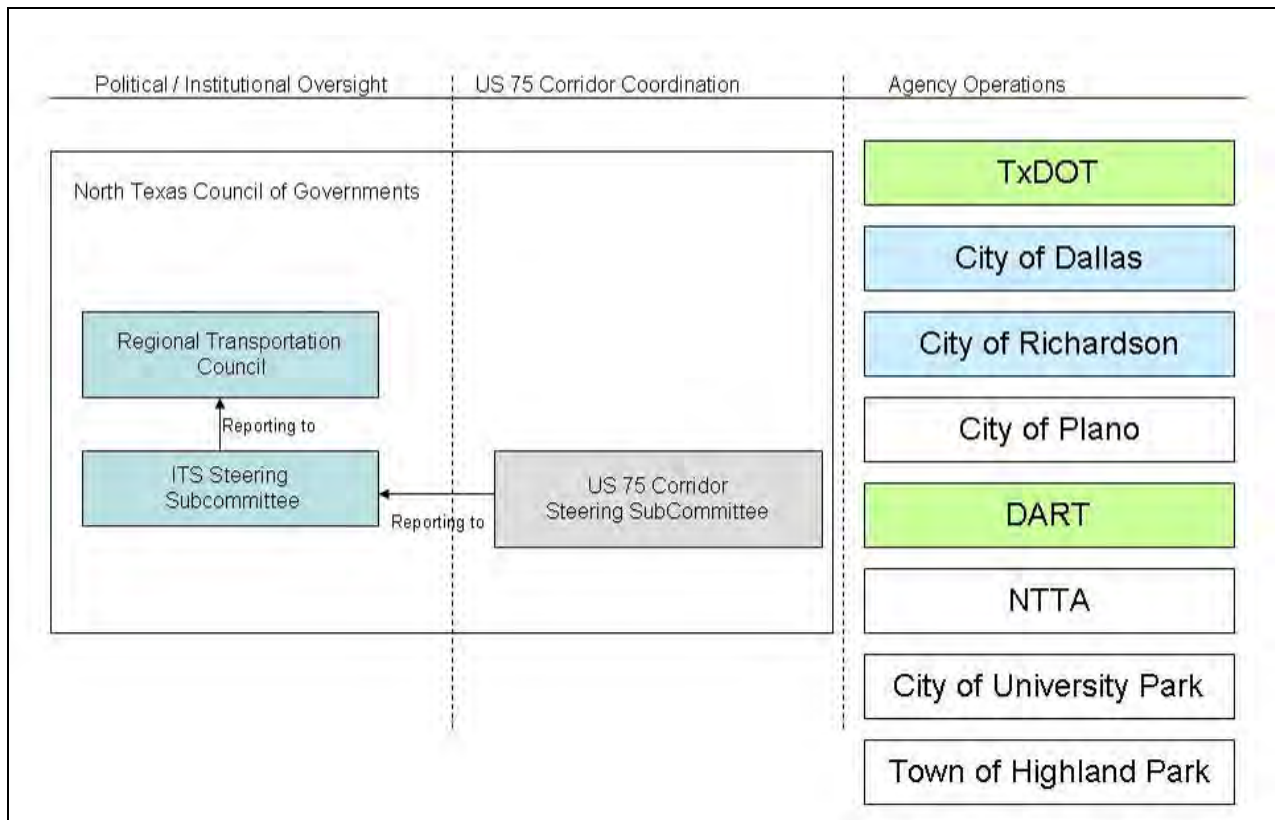 Political / Institutional Oversight
US 75 Corridor Coordination
Agency Operations
North Texas Council of Governments
Regional Transportation
Council
Reporting to
ITS Steering
Subcommittee
Reporting to
US 75 Corridor
Steering SubCommittee
TxDOT
City of Dallas
City of Richardson
City of Plano
DART
NTTA
City of University Park
Town of Highland Park